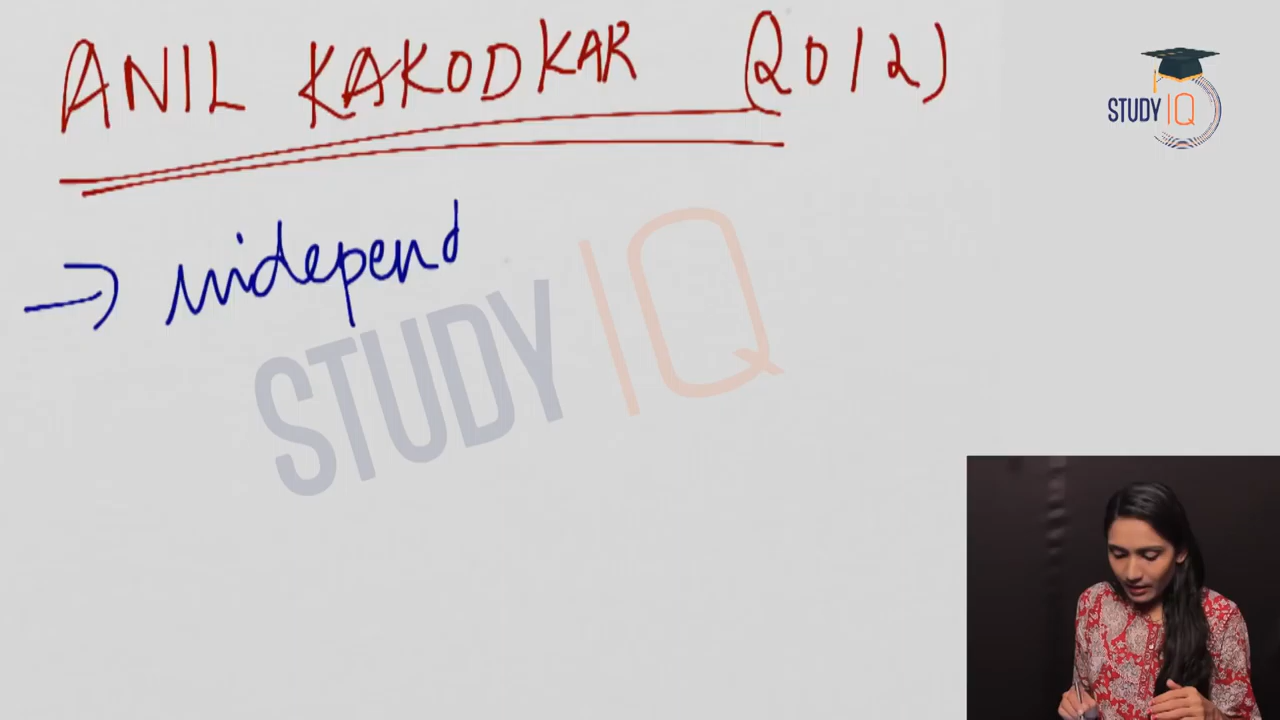 ANIL KAKODKAR (2012)
STUDY IQ
→ independ
STUDY IQ